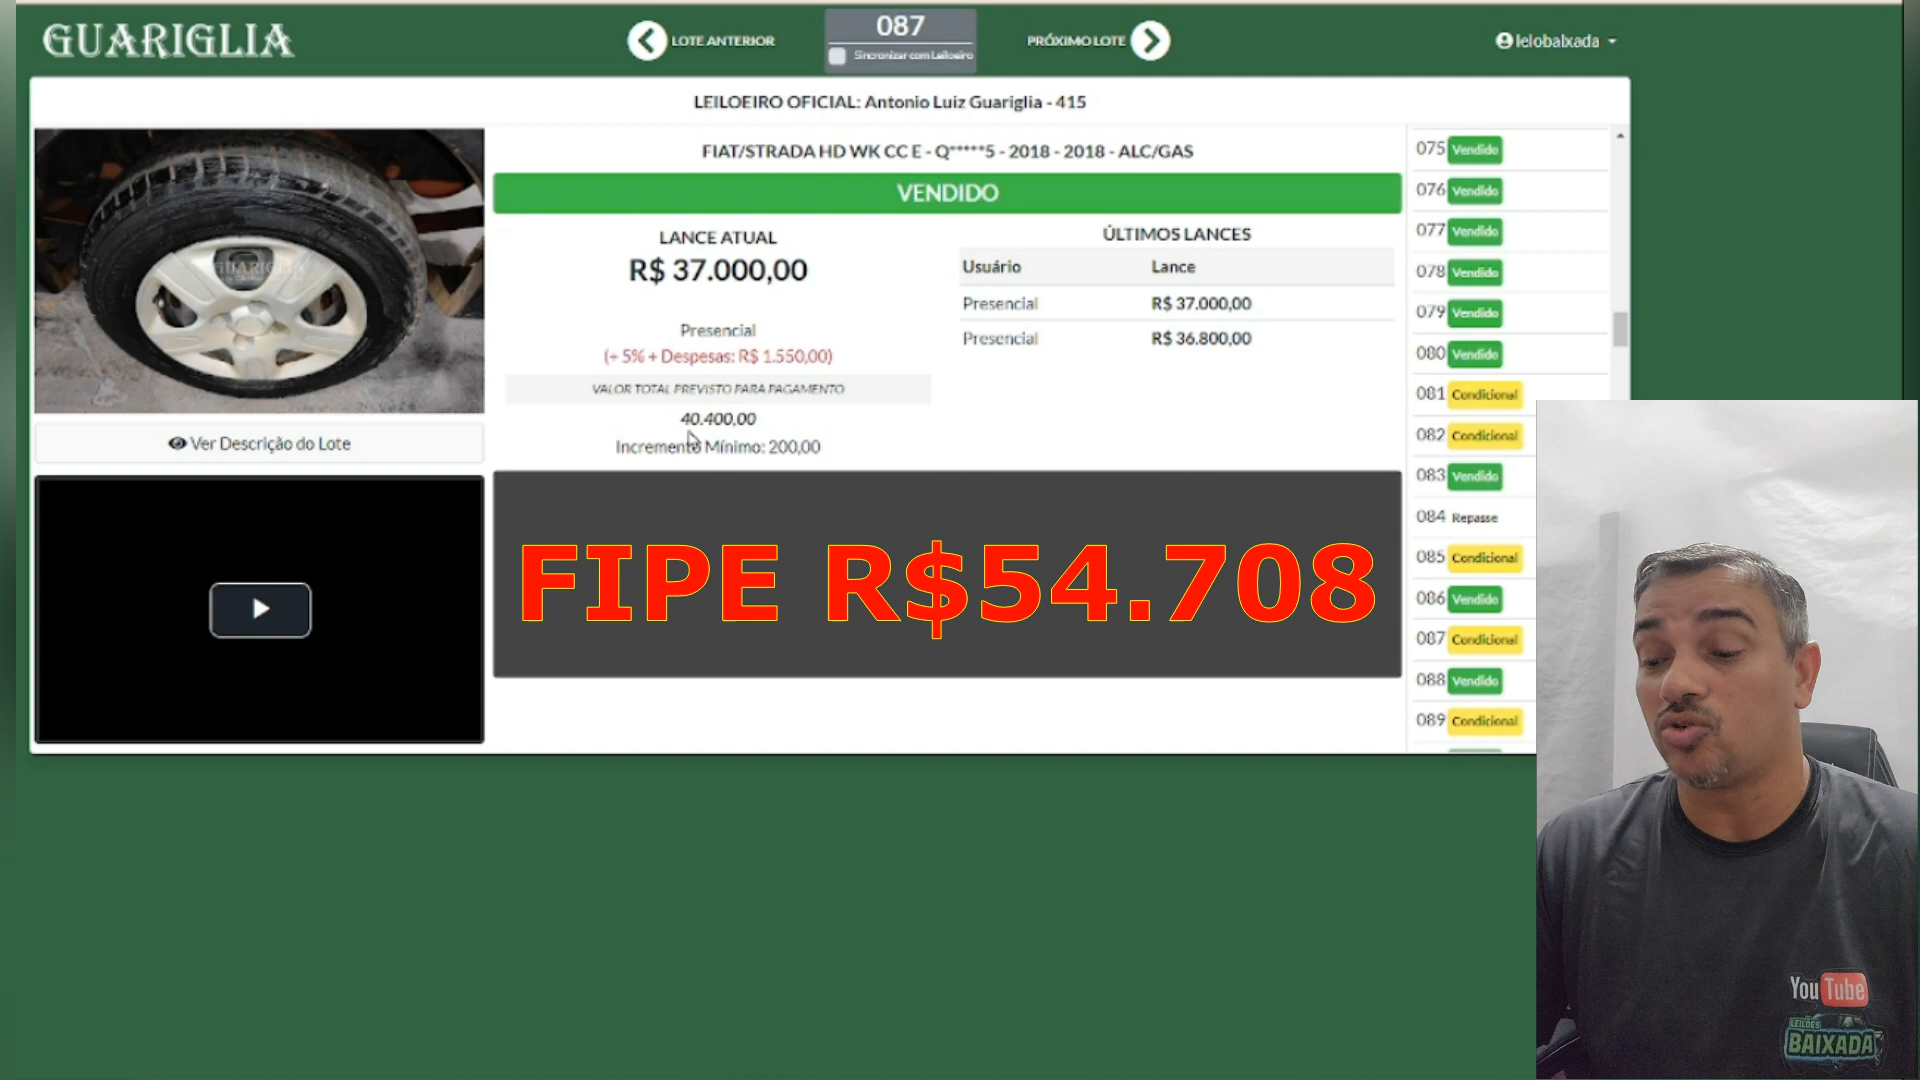 GUARIGLIA
LOTE ANTERIOR
087
Sincronizar com Leiloeiro
PRÓXIMO LOTE
lelobaixada
LEILOEIRO OFICIAL: Antonio Luiz Guariglia - 415
FIAT/STRADA HD WK CC E - Q*****5 - 2018 - 2018 - ALC/GAS
VENDIDO
LANCE ATUAL
R$ 37.000,00
Presencial
(+ 5% + Despesas: R$ 1.550,00)
VALOR TOTAL PREVISTO PARA PAGAMENTO
40.400,00
Incremento Mínimo: 200,00
ÚLTIMOS LANCES
Usuário Lance
Presencial R$ 37.000,00
Presencial R$ 36.800,00
GUARIGLIA
Ver Descrição do Lote
FIPE R$54.708
075 Vendido
076 Vendido
077 Vendido
078 Vendido
079 Vendido
080 Vendido
081 Condicional
082 Condicional
083 Vendido
084 Repasse
085 Condicional
086 Vendido
087 Condicional
088 Vendido
089 Condicional
YouTube
LEILÕES
BAIXADA